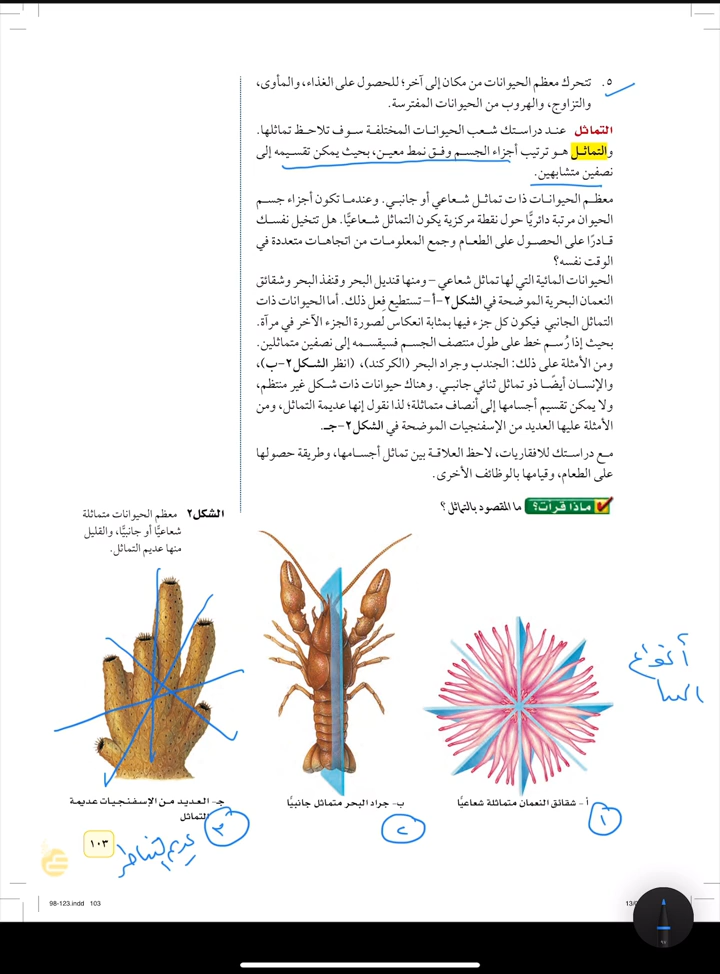 ٥. تتحرك معظم الحيوانات من مكان إلى آخر؛ للحصول على الغذاء، والمأوى،
والتزاوج، والهروب من الحيوانات المفترسة.
التماثل عند دراستك شعب الحيوانات المختلفة سوف تلاحظ تماثلها.
والتماثل هو ترتيب أجزاء الجسم وفق نمط معين، بحيث يمكن تقسيمه إلى
نصفين متشابهين.
معظم الحيوانات ذات تماثل شعاعي أو جانبي. وعندما تكون أجزاء جسم
الحيوان مرتبة دائريًّا حول نقطة مركزية يكون التماثل شعاعيًّا. هل تتخيل نفسك
قادرًا على الحصول على الطعام وجمع المعلومات من اتجاهات متعددة في
الوقت نفسه؟
الحيوانات المائية التي لها تماثل شعاعي – ومنها قنديل البحر وقنفذ البحر وشقائق
النعمان البحرية الموضحة في الشكل ٢-أ – تستطيع فعل ذلك. أما الحيوانات ذات
التماثل الجانبي فيكون كل جزء فيها بمثابة انعكاس لصورة الجزء الآخر في مرآة.
بحيث إذا رُسم خط على طول منتصف الجسم فسيقسمه إلى نصفين متماثلين.
ومن الأمثلة على ذلك: الجندب وجراد البحر (الكركند)، (انظر الشكل ٢-ب)،
والإنسان أيضًا ذو تماثل ثنائي جانبي. وهناك حيوانات ذات شكل غير منتظم،
ولا يمكن تقسيم أجسامها إلى أنصاف متماثلة؛ لذا نقول إنها عديمة التماثل، ومن
الأمثلة عليها العديد من الإسفنجيات الموضحة في الشكل ٢-جـ.
مع دراستك للافقاريات، لاحظ العلاقة بين تماثل أجسامها، وطريقة حصولها
على الطعام، وقيامها بالوظائف الأخرى.
ماذا قرأت؟ ما المقصود بالتماثل؟
الشكل ٢ معظم الحيوانات متماثلة
شعاعيًّا أو جانبيًّا، والقليل
منها عديم التماثل.
أنواع
أ - شقائق النعمان متماثلة شعاعيًّا
ب- جراد البحر متماثل جانبيًّا
جـ- العديد من الإسفنجيات عديمة
التماثل
١
٢
٣
عديم التناظر
١٠٣
98-123.indd 103